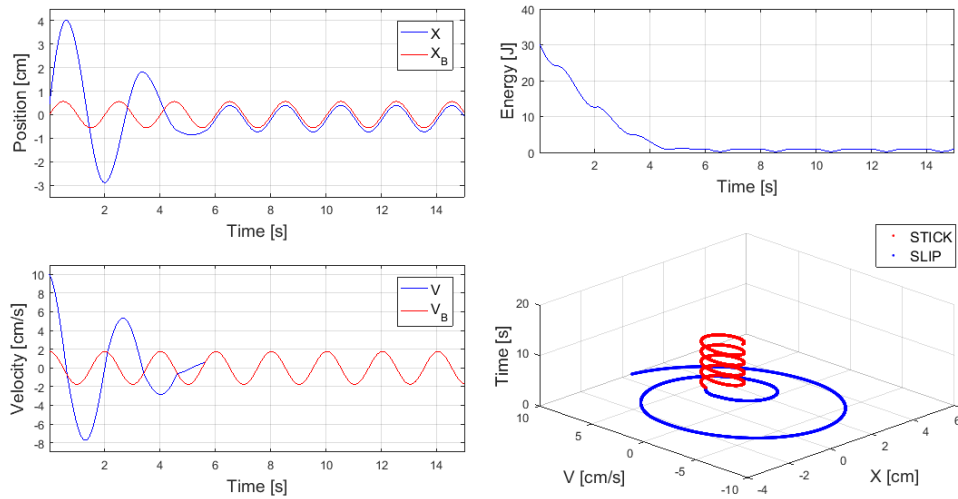 4
3
2
1
0
-1
-2
-3
Position [cm]
X
X_B
2 4 6 8 10 12 14
Time [s]
40
30
20
10
0
Energy [J]
2 4 6 8 10 12 14
Time [s]
10
8
6
4
2
0
-2
-4
-6
-8
Velocity [cm/s]
V
V_B
2 4 6 8 10 12 14
Time [s]
STICK
SLIP
20
10
0
Time [s]
10
5
0
-5
-10
V [cm/s]
-4
-2
0
2
4
6
X [cm]